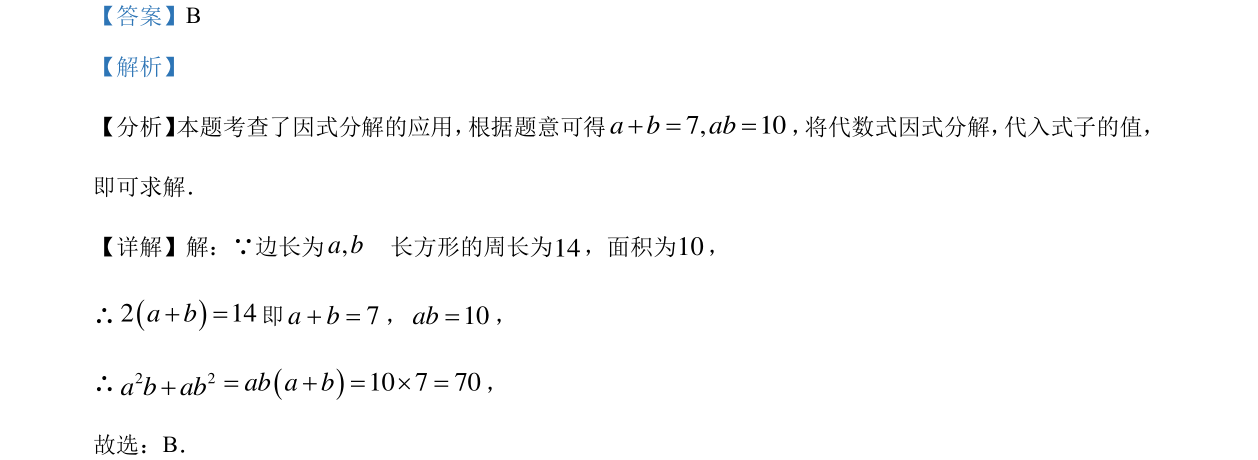 【答案】B
【解析】
【分析】本题考查了因式分解的应用，根据题意可得a+b=7,ab=10，将代数式因式分解，代入式子的值，
即可求解．
【详解】解：∵边长为a,b 长方形的周长为14，面积为10，
∴2(a+b)=14即a+b=7，ab=10，
∴a²b+ab²=ab(a+b)=10×7=70，
故选：B．